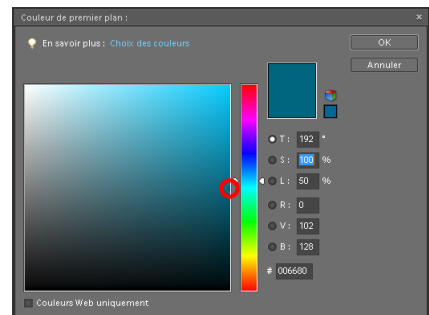 Couleur de premier plan :
En savoir plus : Choix des couleurs
OK
Annuler
T : 192 °
S : 100 %
L : 50 %
R : 0
V : 102
B : 128
# 006680
Couleurs Web uniquement